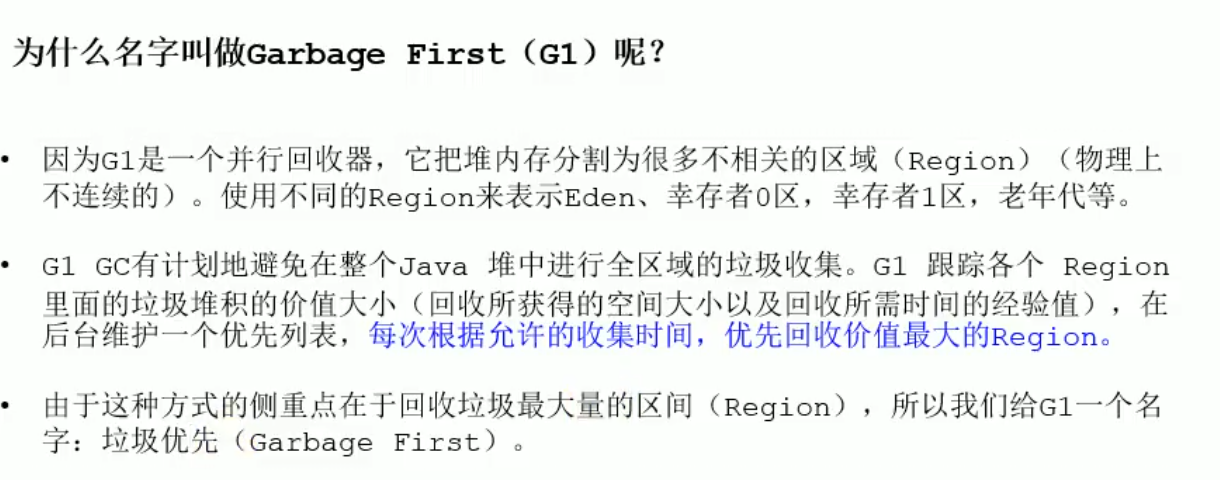 为什么名字叫做Garbage First（G1）呢？
• 因为G1是一个并行回收器，它把堆内存分割为很多不相关的区域（Region）（物理上
不连续的）。使用不同的Region来表示Eden、幸存者0区，幸存者1区，老年代等。
• G1 GC有计划地避免在整个Java 堆中进行全区域的垃圾收集。G1 跟踪各个 Region
里面的垃圾堆积的价值大小（回收所获得的空间大小以及回收所需时间的经验值），在
后台维护一个优先列表，每次根据允许的收集时间，优先回收价值最大的Region。
• 由于这种方式的侧重点在于回收垃圾最大量的区间（Region），所以我们给G1一个名
字：垃圾优先（Garbage First）。